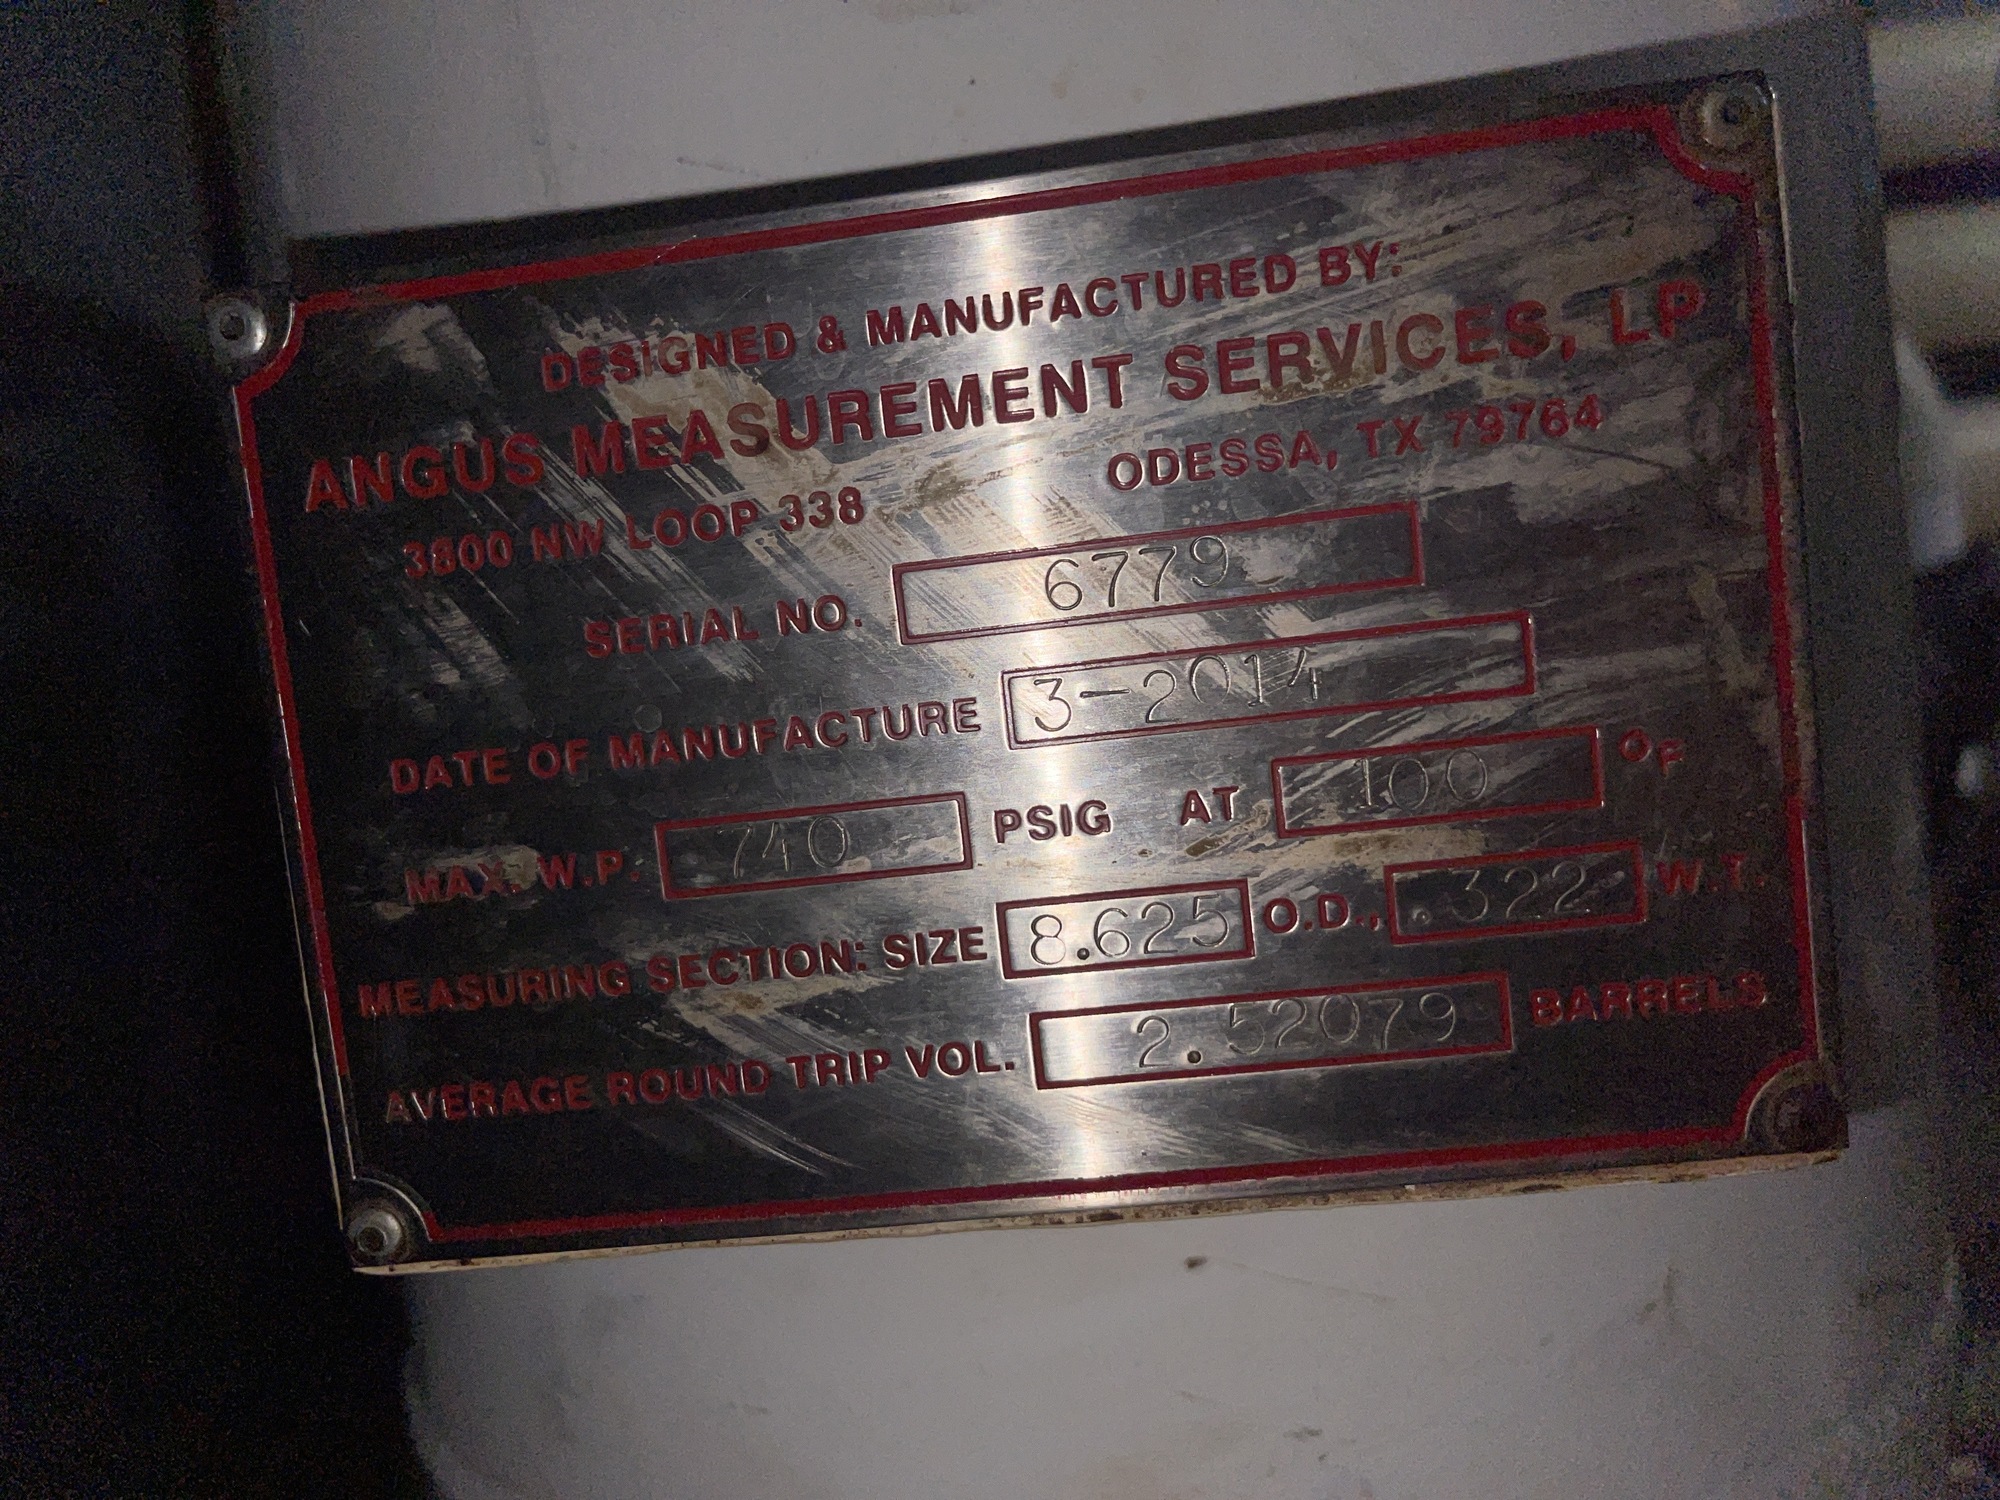 DESIGNED & MANUFACTURED BY:
ANGUS MEASUREMENT SERVICES, LP
3800 NW LOOP 338 ODESSA, TX 79764
SERIAL NO. 6779
DATE OF MANUFACTURE 3-2014
MAX. W.P. 740 PSIG AT 100 °F
MEASURING SECTION: SIZE 8.625 O.D., .322 W.T.
AVERAGE ROUND TRIP VOL. 2.52079 BARRELS